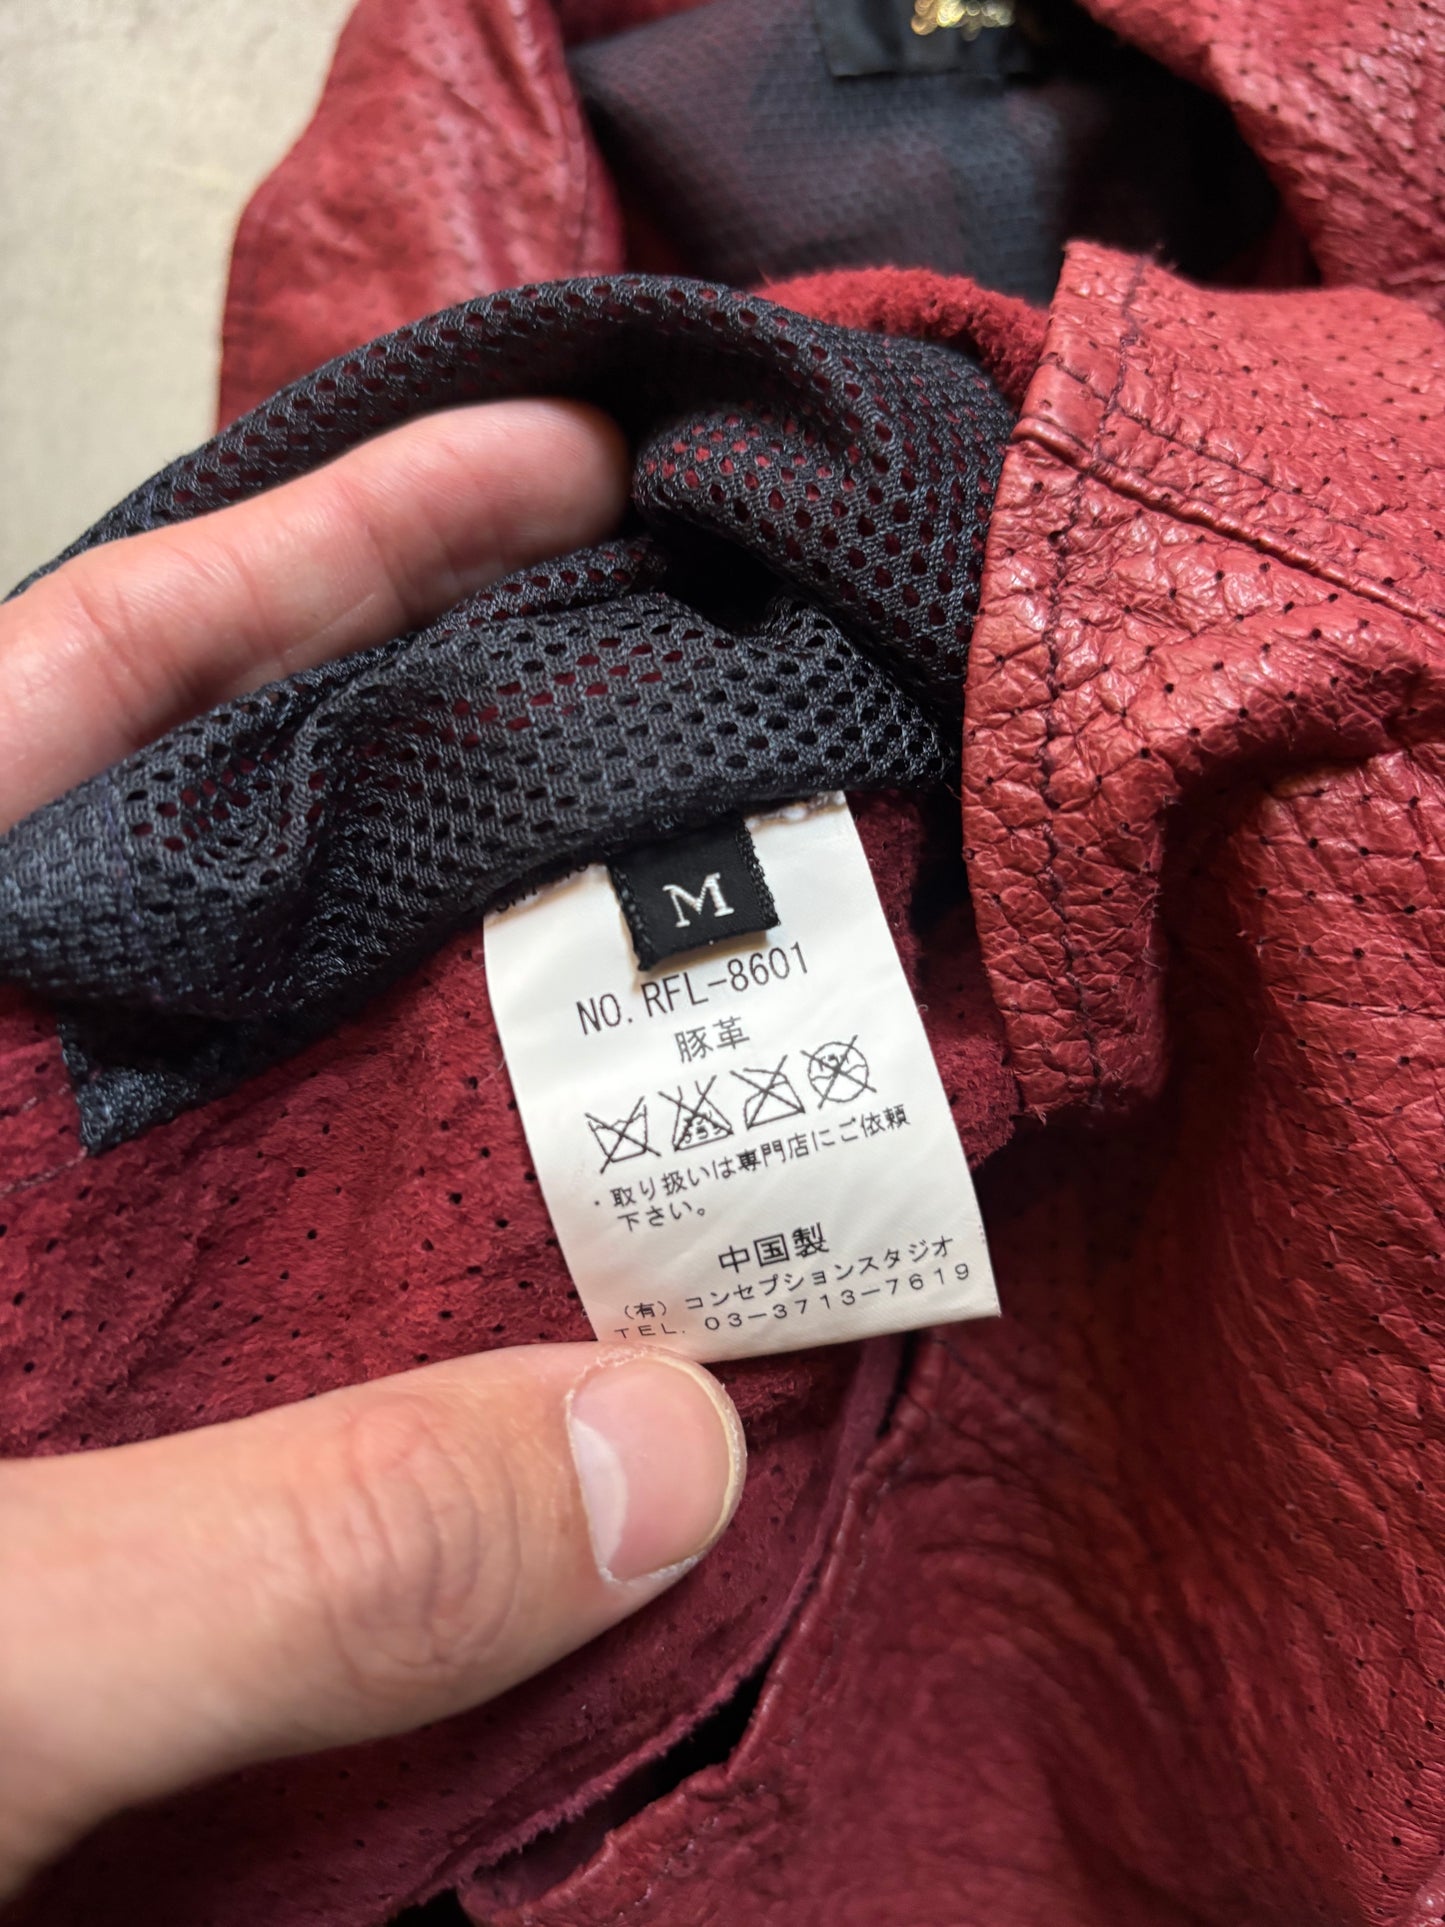 M
NO. RFL-8601
豚革
・取り扱いは専門店にご依頼
下さい。
中国製
(有) コンセプションスタジオ
TEL. 03-3713-7619